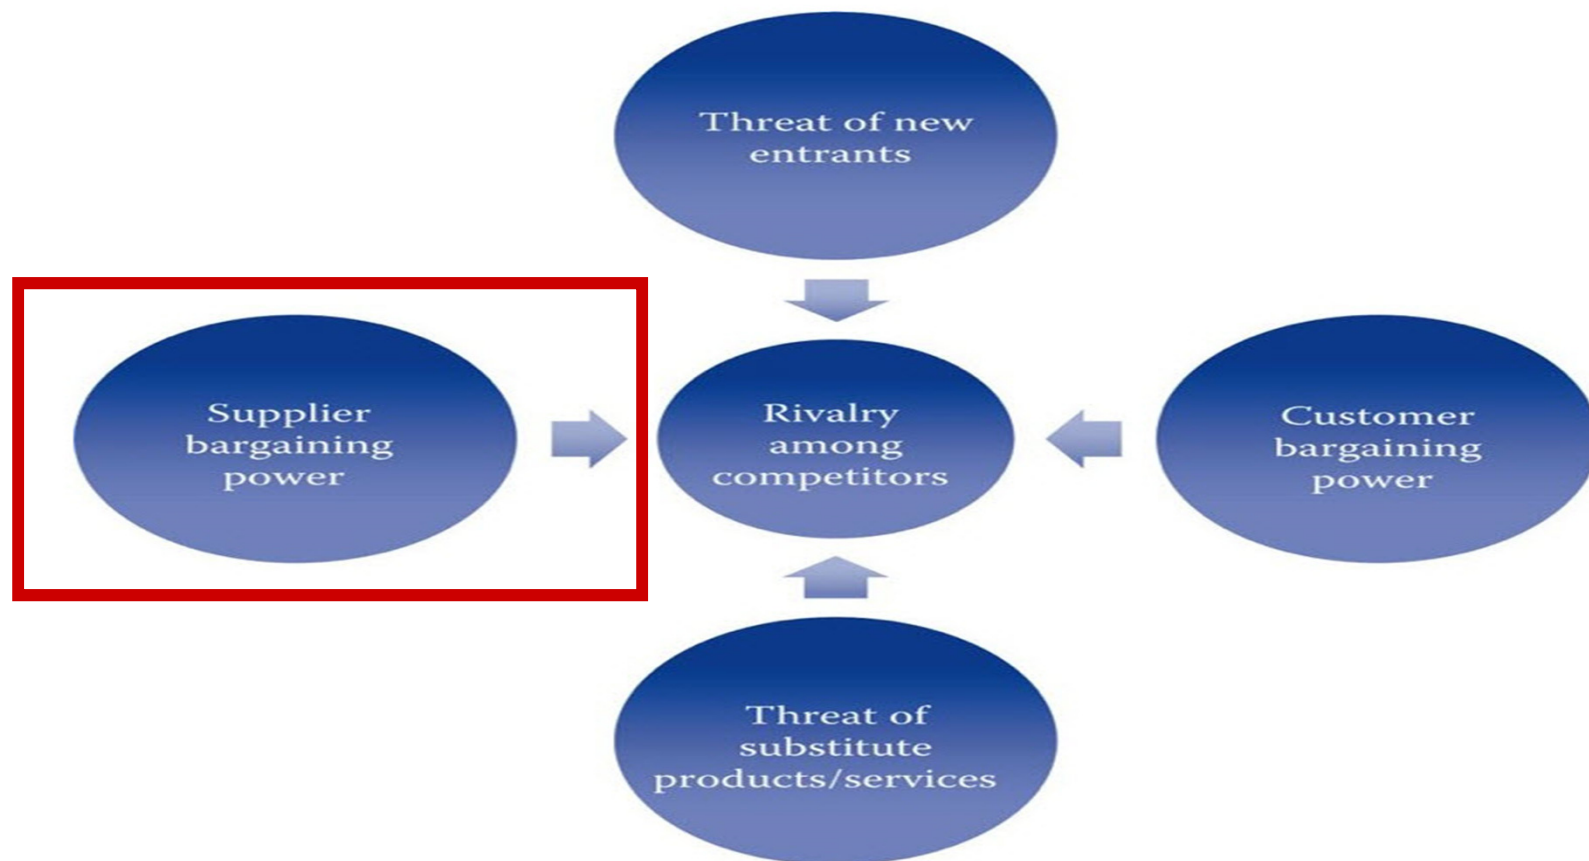 Threat of new
entrants
Supplier
bargaining
power
Rivalry
among
competitors
Customer
bargaining
power
Threat of
substitute
products/services